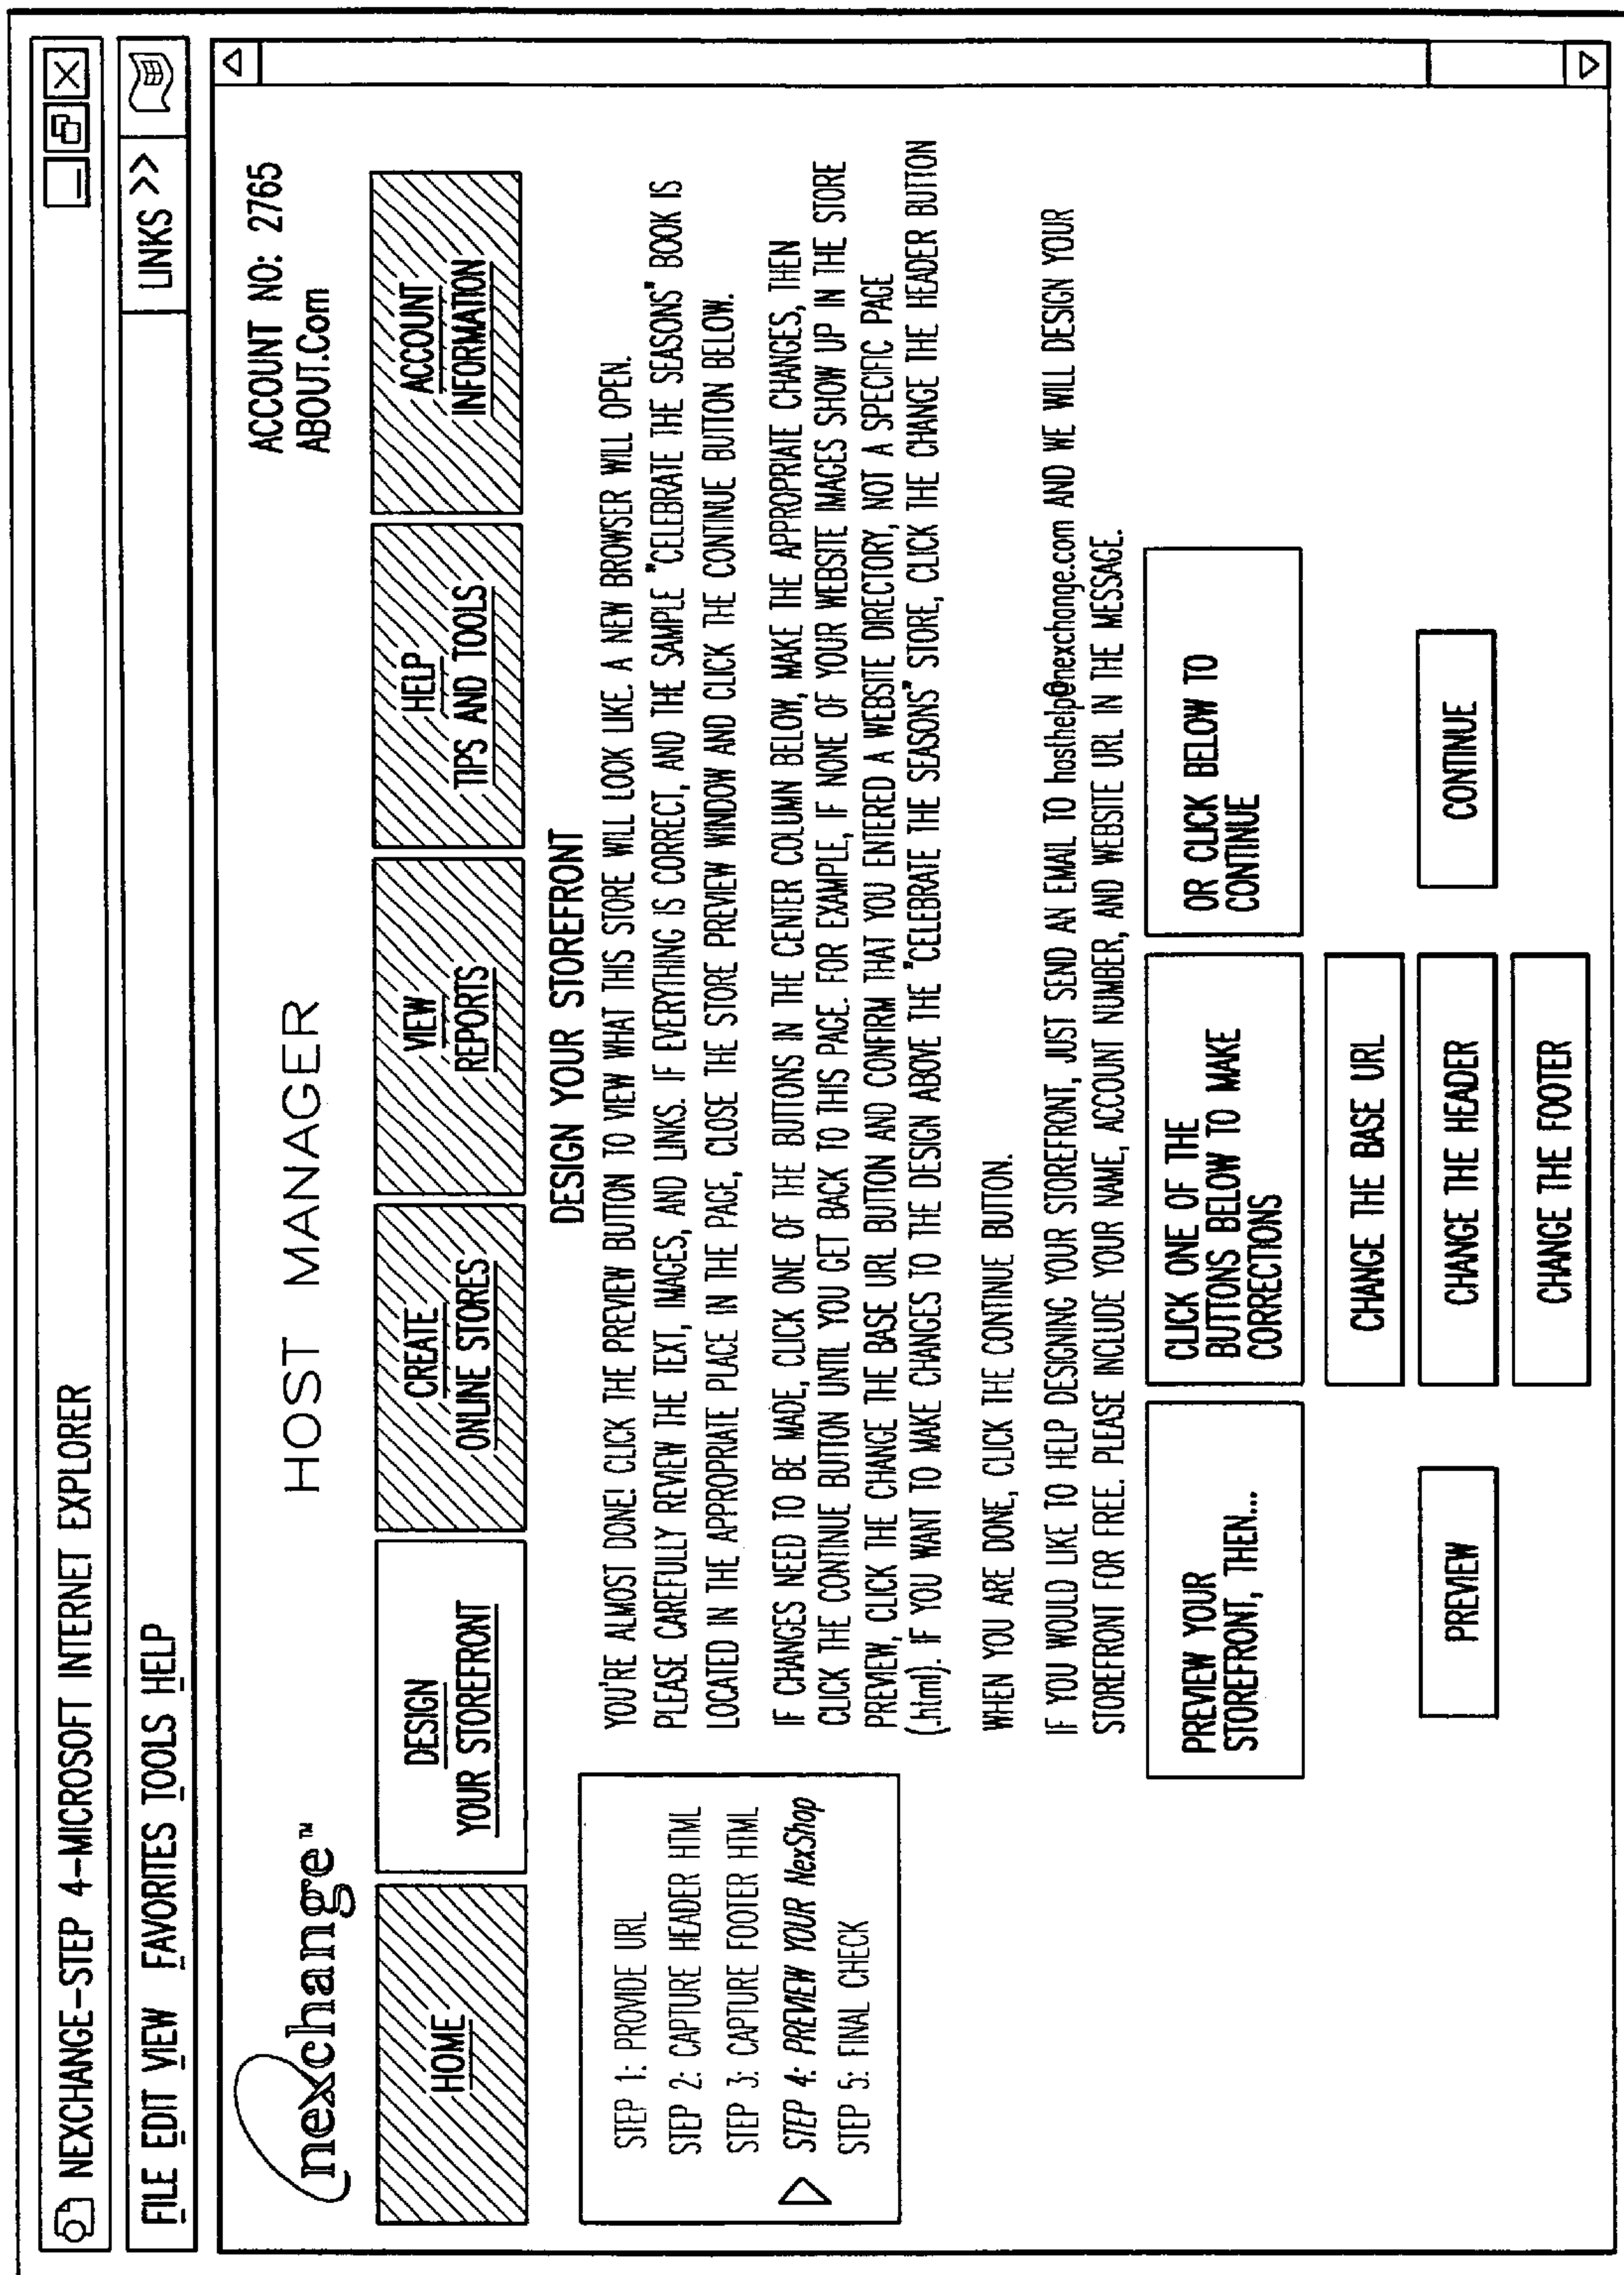 NEXCHANGE-STEP 4-MICROSOFT INTERNET EXPLORER
FILE EDIT VIEW FAVORITES TOOLS HELP
LINKS >>
nexchange™
HOST MANAGER
ACCOUNT NO: 2765
ABOUT.Com
HOME
DESIGN
YOUR STOREFRONT
CREATE
ONLINE STORES
VIEW
REPORTS
HELP
TIPS AND TOOLS
ACCOUNT
INFORMATION
STEP 1: PROVIDE URL
STEP 2: CAPTURE HEADER HTML
STEP 3: CAPTURE FOOTER HTML
STEP 4: PREVIEW YOUR NexShop
STEP 5: FINAL CHECK
DESIGN YOUR STOREFRONT
YOU'RE ALMOST DONE! CLICK THE PREVIEW BUTTON TO VIEW WHAT THIS STORE WILL LOOK LIKE. A NEW BROWSER WILL OPEN.
PLEASE CAREFULLY REVIEW THE TEXT, IMAGES, AND LINKS. IF EVERYTHING IS CORRECT, AND THE SAMPLE "CELEBRATE THE SEASONS" BOOK IS
LOCATED IN THE APPROPRIATE PLACE IN THE PAGE, CLOSE THE STORE PREVIEW WINDOW AND CLICK THE CONTINUE BUTTON BELOW.
IF CHANGES NEED TO BE MADE, CLICK ONE OF THE BUTTONS IN THE CENTER COLUMN BELOW, MAKE THE APPROPRIATE CHANGES, THEN
CLICK THE CONTINUE BUTTON UNTIL YOU GET BACK TO THIS PAGE. FOR EXAMPLE, IF NONE OF YOUR WEBSITE IMAGES SHOW UP IN THE STORE
PREVIEW, CLICK THE CHANGE THE BASE URL BUTTON AND CONFIRM THAT YOU ENTERED A WEBSITE DIRECTORY, NOT A SPECIFIC PAGE
(.html). IF YOU WANT TO MAKE CHANGES TO THE DESIGN ABOVE THE "CELEBRATE THE SEASONS" STORE, CLICK THE CHANGE THE HEADER BUTTON
WHEN YOU ARE DONE, CLICK THE CONTINUE BUTTON.
IF YOU WOULD LIKE TO HELP DESIGNING YOUR STOREFRONT, JUST SEND AN EMAIL TO hosthelp@nexchange.com AND WE WILL DESIGN YOUR
STOREFRONT FOR FREE. PLEASE INCLUDE YOUR NAME, ACCOUNT NUMBER, AND WEBSITE URL IN THE MESSAGE.
PREVIEW YOUR
STOREFRONT, THEN...
PREVIEW
CLICK ONE OF THE
BUTTONS BELOW TO MAKE
CORRECTIONS
CHANGE THE BASE URL
CHANGE THE HEADER
CHANGE THE FOOTER
OR CLICK BELOW TO
CONTINUE
CONTINUE